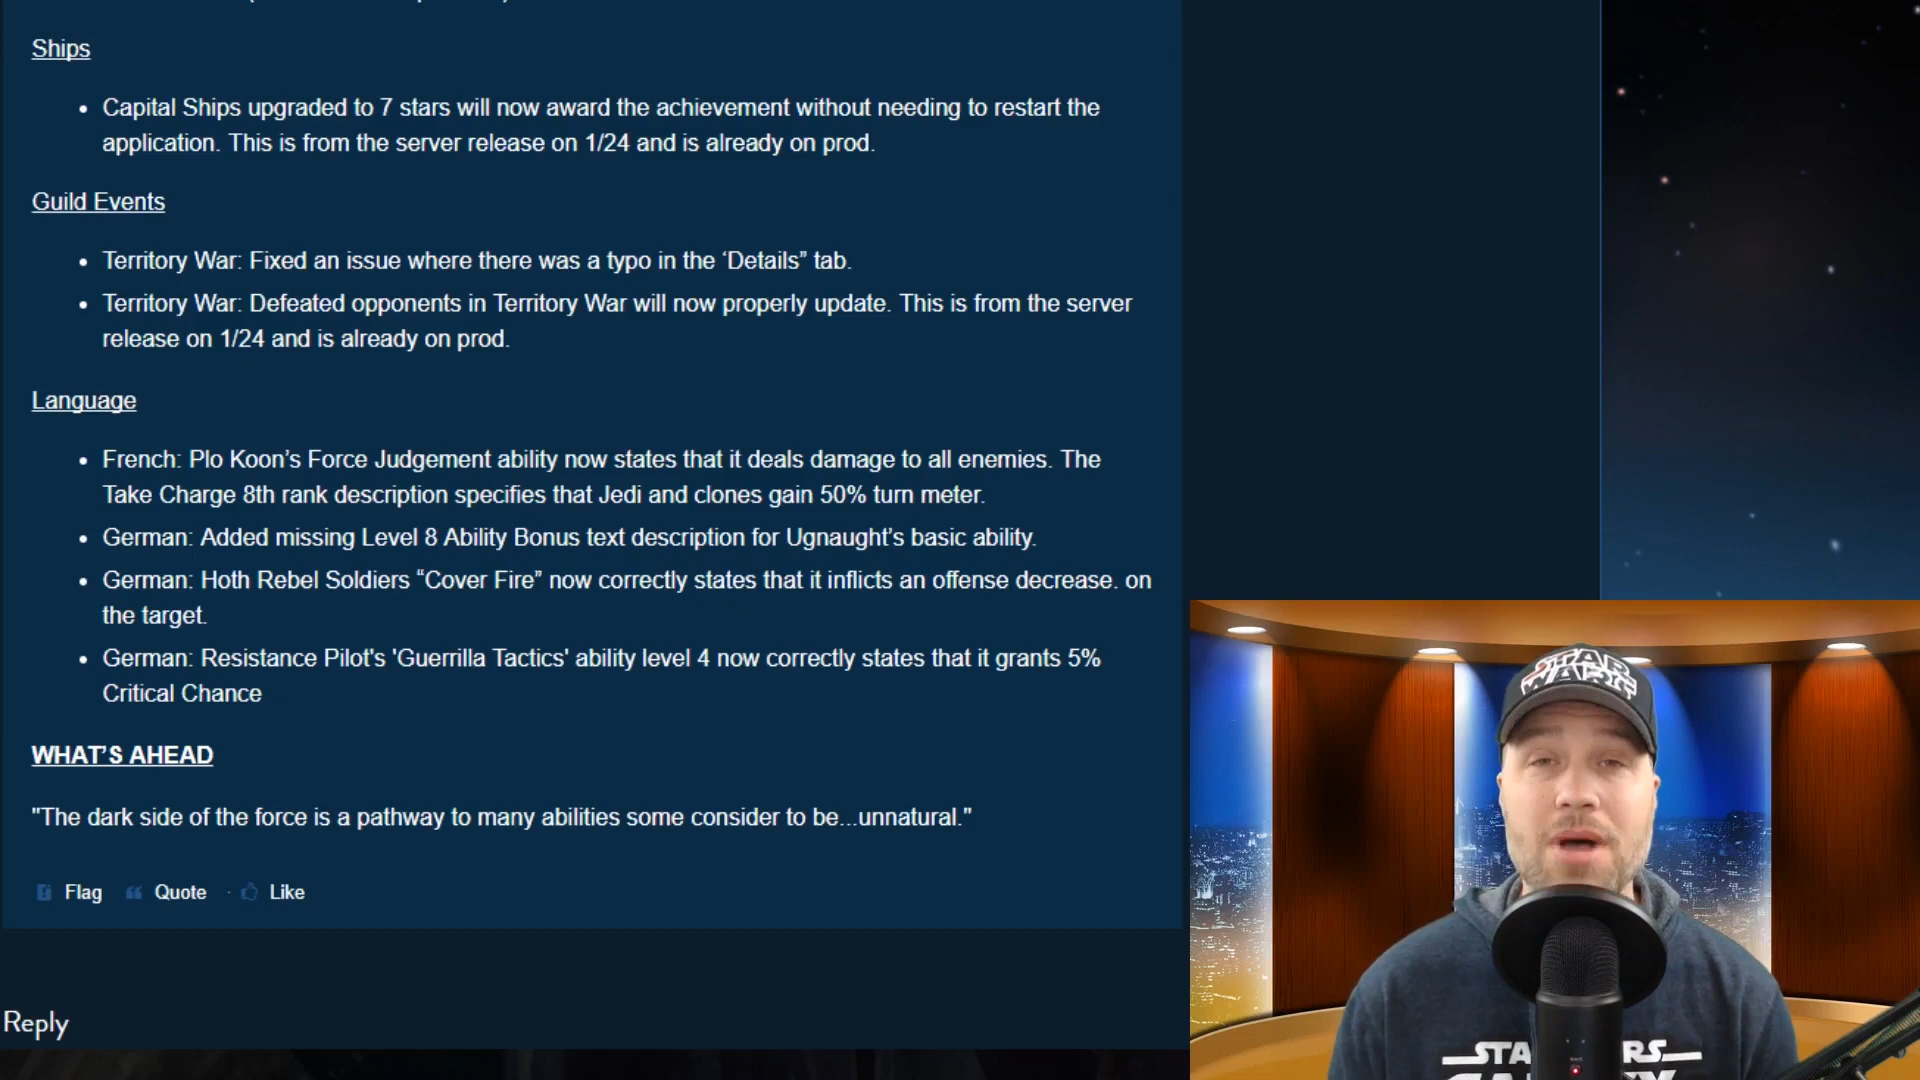 Ships
Capital Ships upgraded to 7 stars will now award the achievement without needing to restart the
application. This is from the server release on 1/24 and is already on prod.
Guild Events
Territory War: Fixed an issue where there was a typo in the ‘Details” tab.
Territory War: Defeated opponents in Territory War will now properly update. This is from the server
release on 1/24 and is already on prod.
Language
French: Plo Koon’s Force Judgement ability now states that it deals damage to all enemies. The
Take Charge 8th rank description specifies that Jedi and clones gain 50% turn meter.
German: Added missing Level 8 Ability Bonus text description for Ugnaught’s basic ability.
German: Hoth Rebel Soldiers “Cover Fire” now correctly states that it inflicts an offense decrease. on
the target.
German: Resistance Pilot's 'Guerrilla Tactics' ability level 4 now correctly states that it grants 5%
Critical Chance
WHAT’S AHEAD
"The dark side of the force is a pathway to many abilities some consider to be...unnatural."
Flag Quote · Like
Reply
STAR
WARS